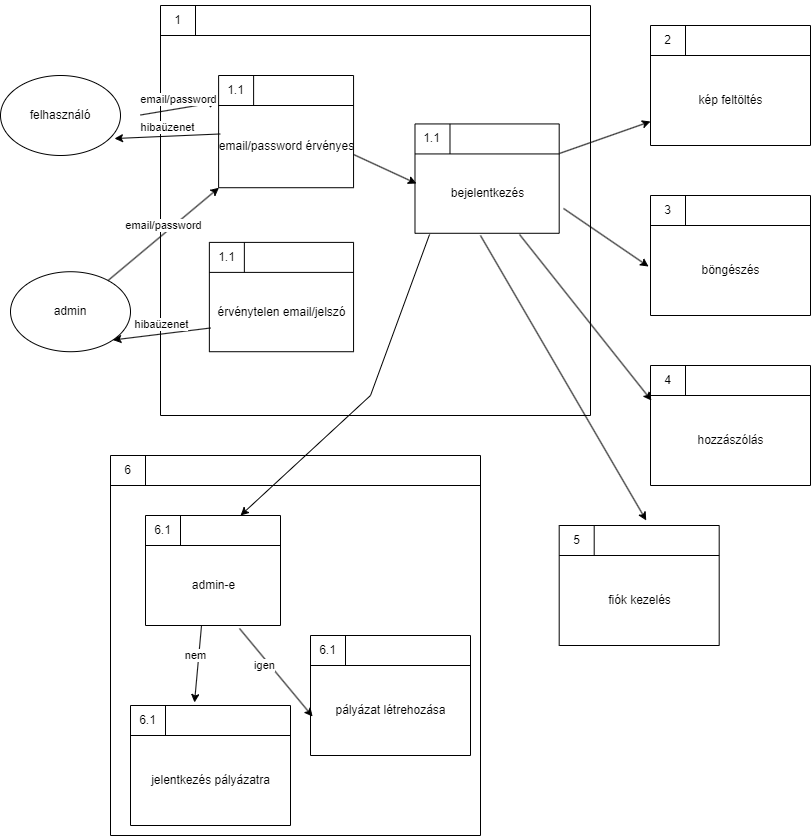 1
2
kép feltöltés
felhasználó
email/password
hibaüzenet
1.1
email/password érvényes
1.1
bejelentkezés
3
böngészés
email/password
admin
hibaüzenet
1.1
érvénytelen email/jelszó
4
hozzászólás
6
6.1
admin-e
5
fiók kezelés
nem
igen
6.1
pályázat létrehozása
6.1
jelentkezés pályázatra